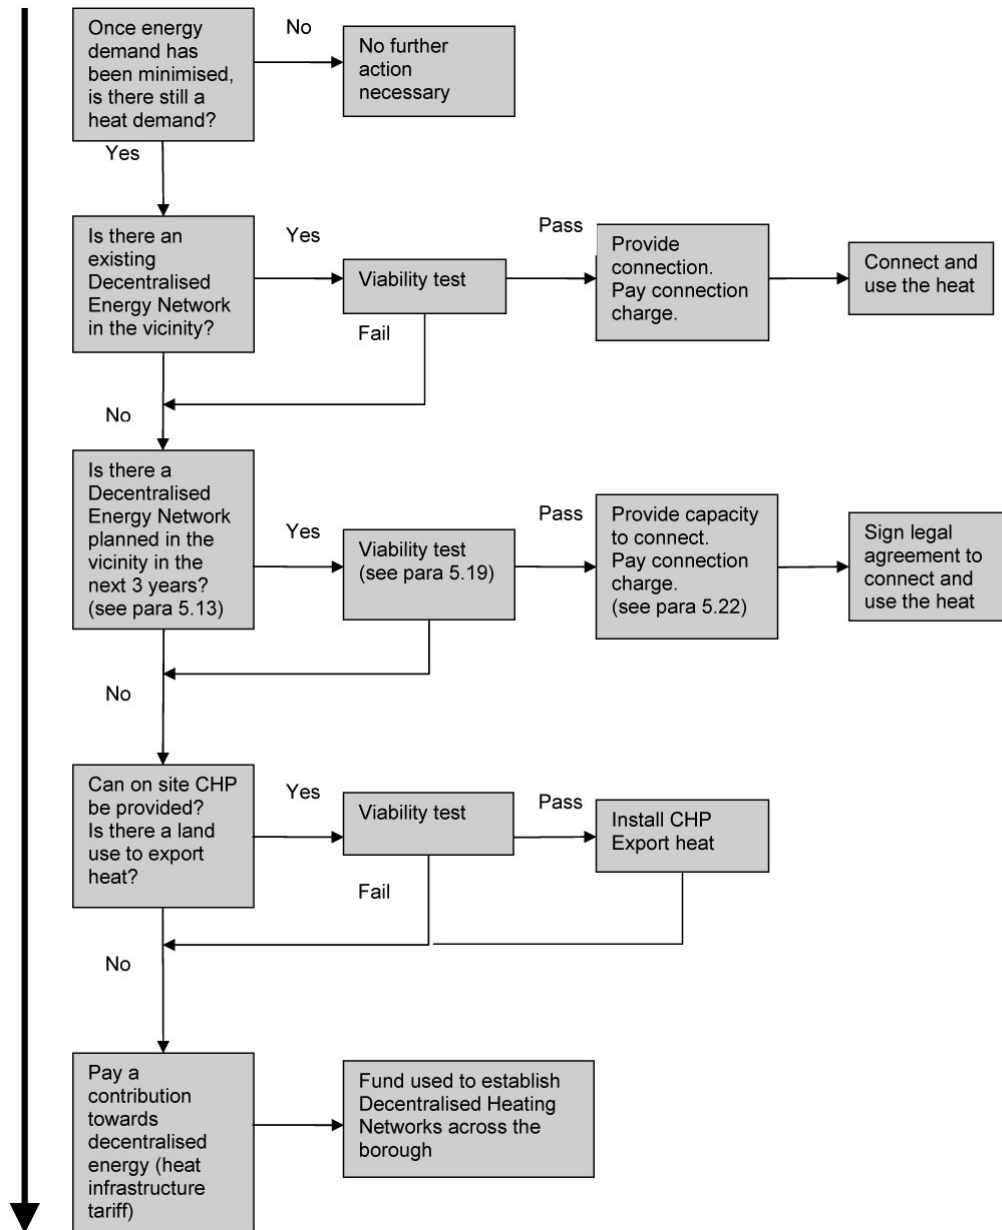 Once energy
demand has
been minimised,
is there still a
heat demand?
No
No further
action
necessary
Yes
Is there an
existing
Decentralised
Energy Network
in the vicinity?
Yes
Viability test
Pass
Provide
connection.
Pay connection
charge.
Connect and
use the heat
Fail
No
Is there a
Decentralised
Energy Network
planned in the
vicinity in the
next 3 years?
(see para 5.13)
Yes
Viability test
(see para 5.19)
Pass
Provide capacity
to connect.
Pay connection
charge.
(see para 5.22)
Sign legal
agreement to
connect and
use the heat
No
Can on site CHP
be provided?
Is there a land
use to export
heat?
Yes
Viability test
Pass
Install CHP
Export heat
Fail
No
Pay a
contribution
towards
decentralised
energy (heat
infrastructure
tariff)
Fund used to establish
Decentralised Heating
Networks across the
borough